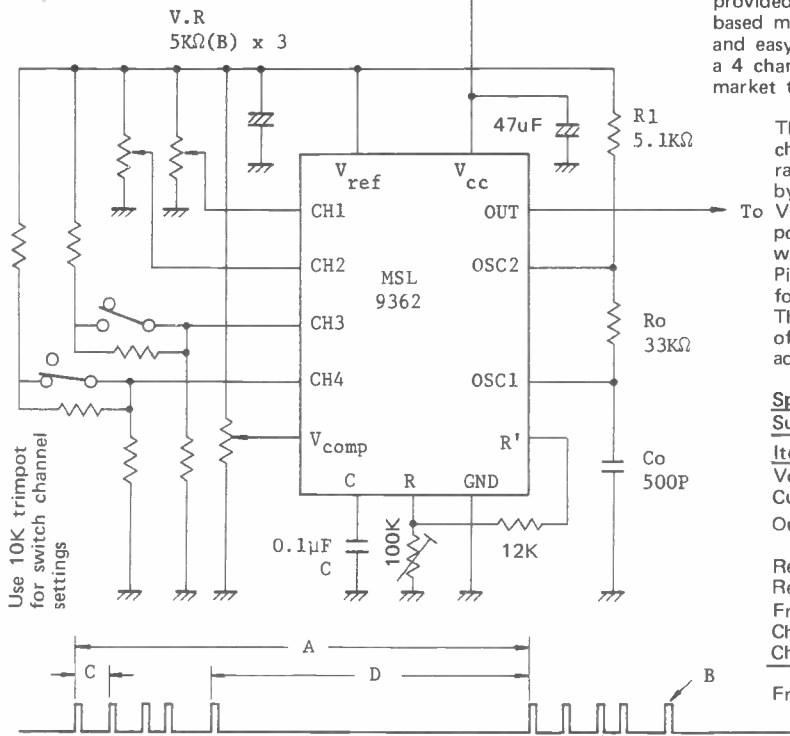 V.R
5KΩ(B) x 3
provided
based m
and easy
a 4 chan
market t
47uF
R1
5.1KΩ
Vref
Vcc
CH1
OUT
To
CH2
OSC2
MSL
9362
CH3
Ro
33KΩ
CH4
OSC1
Vcomp
R'
Co
500P
C
R
GND
0.1µF
C
100K
12K
Use 10K trimpot
for switch channel
settings
Th
ch
ra
by
V
po
w
Pi
fo
Th
of
ad
Sp
Su
Ite
Vo
Cu
Ou
Re
Re
Fr
Ch
Ch
Fr
A
C
D
B